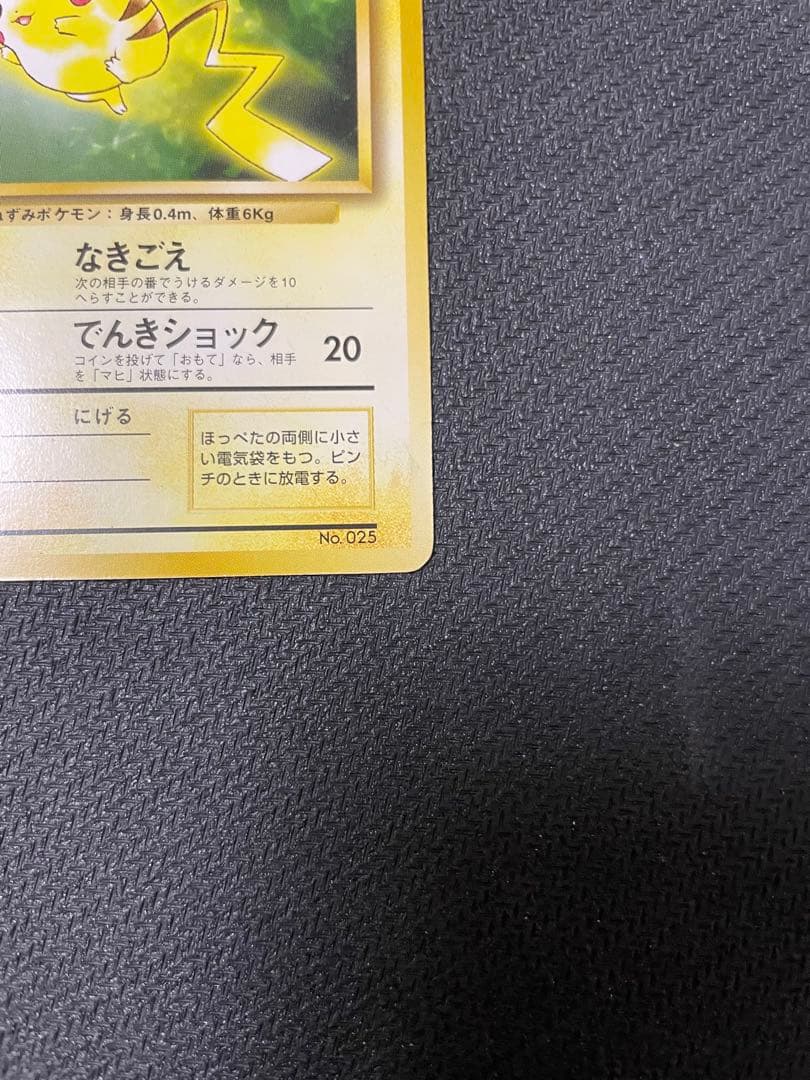 ずみポケモン：身長0.4m、体重6Kg
なきごえ
次の相手の番でうけるダメージを10
へらすことができる。
でんきショック 20
コインを投げて「おもて」なら、相手
を「マヒ」状態にする。
にげる
ほっぺたの両側に小さ
い電気袋をもつ。ピン
チのときに放電する。
No. 025